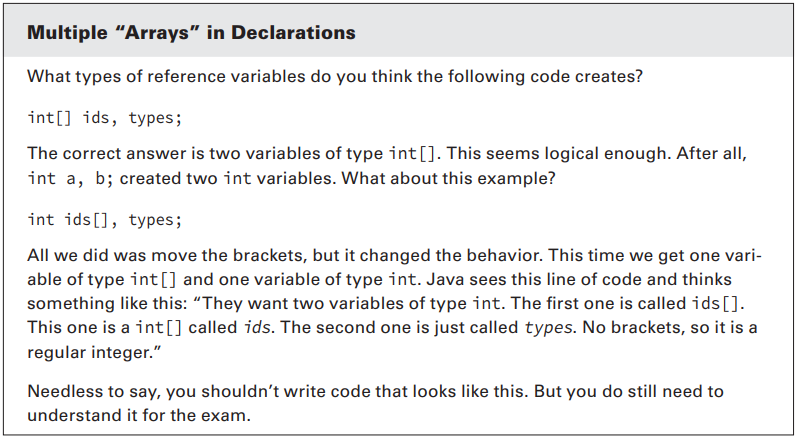 Multiple “Arrays” in Declarations
What types of reference variables do you think the following code creates?
int[] ids, types;
The correct answer is two variables of type int[]. This seems logical enough. After all,
int a, b; created two int variables. What about this example?
int ids[], types;
All we did was move the brackets, but it changed the behavior. This time we get one vari-
able of type int[] and one variable of type int. Java sees this line of code and thinks
something like this: “They want two variables of type int. The first one is called ids[].
This one is a int[] called ids. The second one is just called types. No brackets, so it is a
regular integer.”
Needless to say, you shouldn’t write code that looks like this. But you do still need to
understand it for the exam.